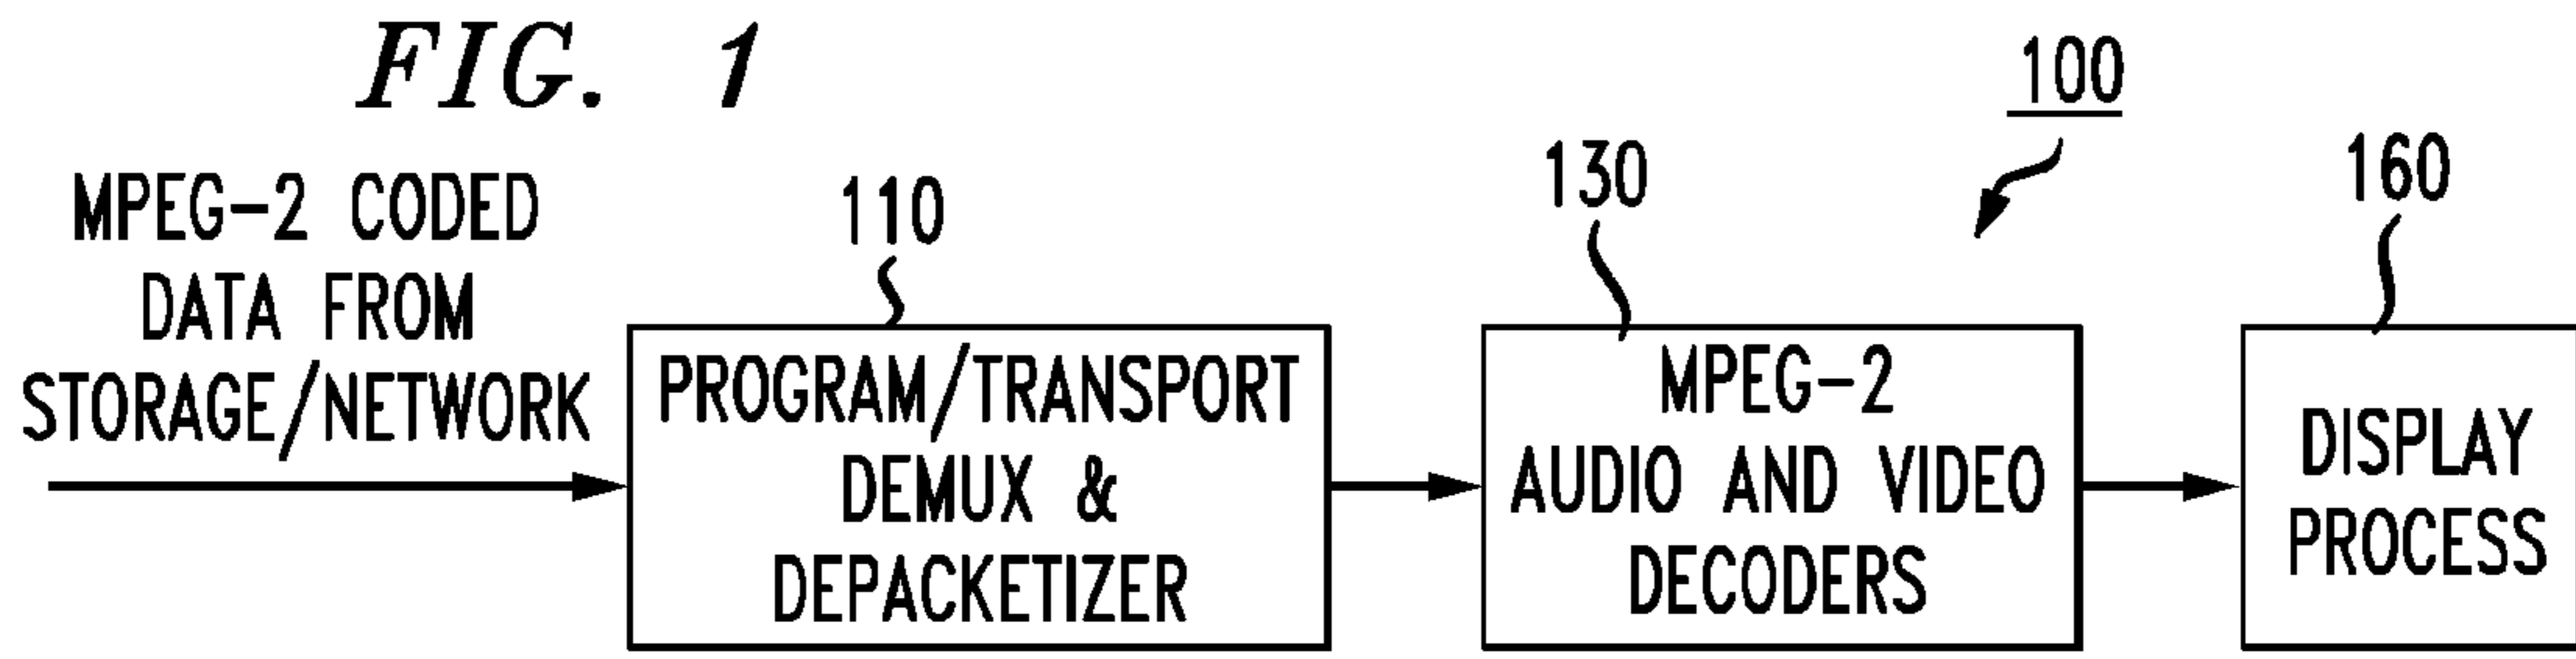 FIG. 1
100
MPEG-2 CODED
DATA FROM
STORAGE/NETWORK
110
PROGRAM/TRANSPORT
DEMUX &
DEPACKETIZER
130
MPEG-2
AUDIO AND VIDEO
DECODERS
160
DISPLAY
PROCESS